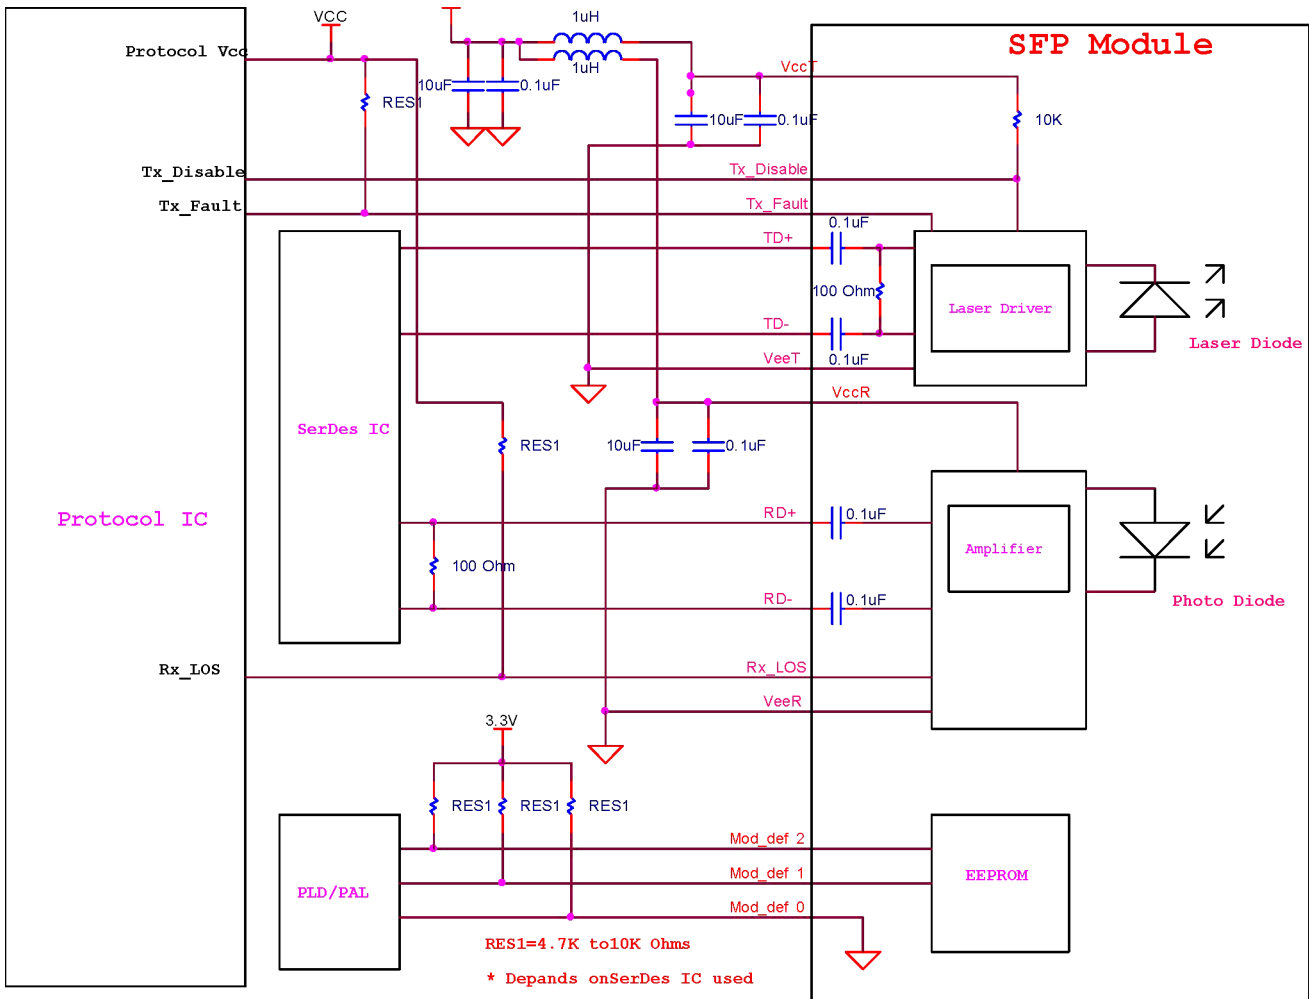 VCC
1uH
SFP Module
Protocol Vcc
1uH
VccT
10uF
0.1uF
RES1
10uF
0.1uF
10K
Tx_Disable
Tx_Disable
Tx_Fault
Tx_Fault
0.1uF
TD+
100 Ohm
Laser Driver
TD-
Laser Diode
VeeT
0.1uF
VccR
SerDes IC
RES1
10uF
0.1uF
Protocol IC
RD+
0.1uF
Amplifier
100 Ohm
RD-
0.1uF
Photo Diode
Rx_LOS
Rx_LOS
VeeR
3.3V
RES1
RES1
RES1
Mod_def 2
Mod_def 1
EEPROM
PLD/PAL
Mod_def 0
RES1=4.7K to10K Ohms
* Depands onSerDes IC used